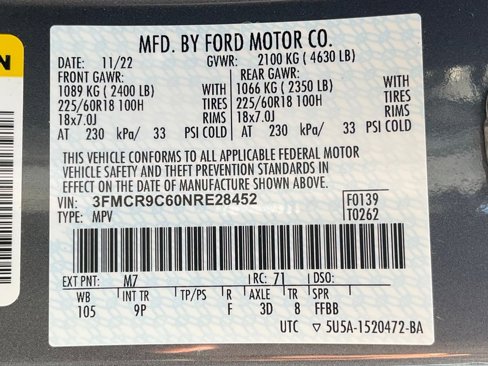 MFD. BY FORD MOTOR CO.
DATE: 11/22 GVWR: 2100 KG (4630 LB)
FRONT GAWR: REAR GAWR:
1089 KG (2400 LB) WITH 1066 KG (2350 LB) WITH
225/60R18 100H TIRES 225/60R18 100H TIRES
18x7.0J RIMS 18x7.0J RIMS
AT 230 kPa/ 33 PSI COLD AT 230 kPa/ 33 PSI COLD
THIS VEHICLE CONFORMS TO ALL APPLICABLE FEDERAL MOTOR
VEHICLE SAFETY AND THEFT PREVENTION STANDARDS IN EFFECT
ON THE DATE OF MANUFACTURE SHOWN ABOVE.
VIN: 3FMCR9C60NRE28452 F0139
TYPE: MPV T0262
EXT PNT: M7 RC: 71 DSO:
WB INT TR TP/PS R AXLE TR SPR
105 9P F 3D 8 FFBB
UTC ▽ 5U5A-1520472-BA
N